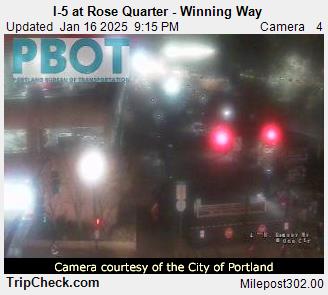 I-5 at Rose Quarter - Winning Way
Updated Jan 16 2025 9:15 PM Camera 4
PBOT
PORTLAND BUREAU OF TRANSPORTATION
Camera courtesy of the City of Portland
TripCheck.com Milepost302.00